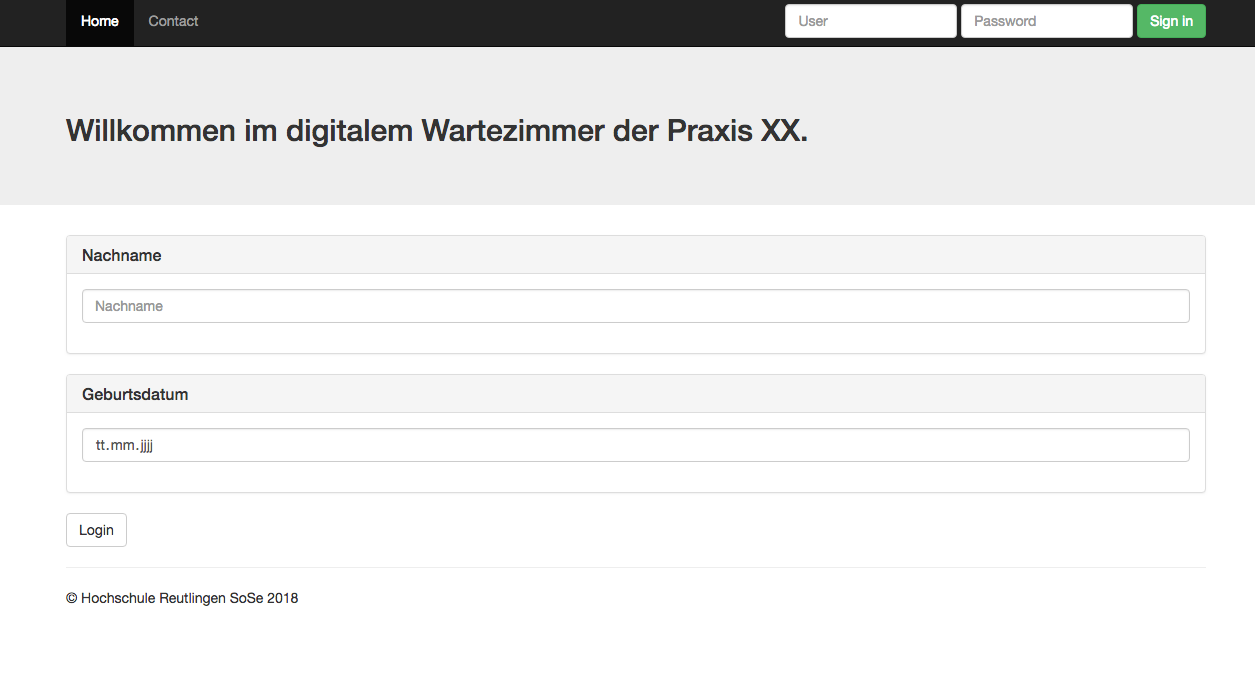 Home Contact User Password Sign in
Willkommen im digitalem Wartezimmer der Praxis XX.
Nachname
Nachname
Geburtsdatum
tt.mm.jjjj
Login
© Hochschule Reutlingen SoSe 2018